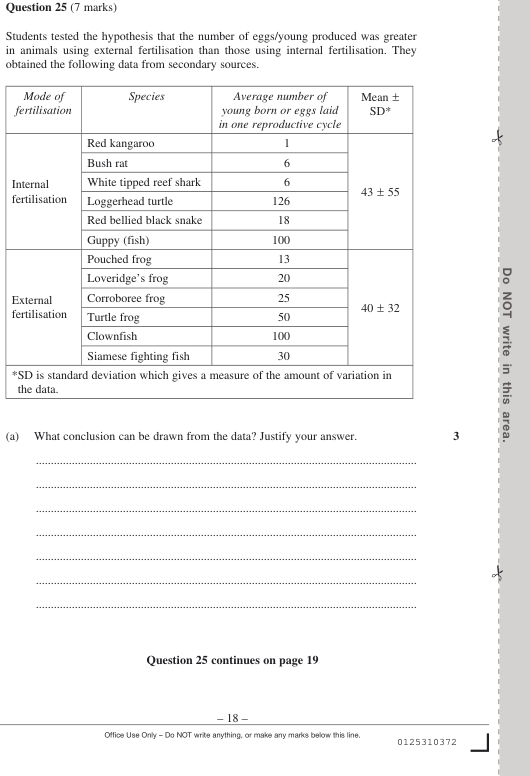 Question 25 (7 marks)
Students tested the hypothesis that the number of eggs/young produced was greater
in animals using external fertilisation than those using internal fertilisation. They
obtained the following data from secondary sources.
Mode of fertilisation Species Average number of young born or eggs laid in one reproductive cycle Mean ± SD*
Internal fertilisation
Red kangaroo 1
Bush rat 6
White tipped reef shark 6
Loggerhead turtle 126
Red bellied black snake 18
Guppy (fish) 100
43 ± 55
External fertilisation
Pouched frog 13
Loveridge's frog 20
Corroboree frog 25
Turtle frog 50
Clownfish 100
Siamese fighting fish 30
40 ± 32
*SD is standard deviation which gives a measure of the amount of variation in
the data.
(a) What conclusion can be drawn from the data? Justify your answer. 3
Question 25 continues on page 19
– 18 –
Office Use Only – Do NOT write anything, or make any marks below this line.
0125310372
Do NOT write in this area.